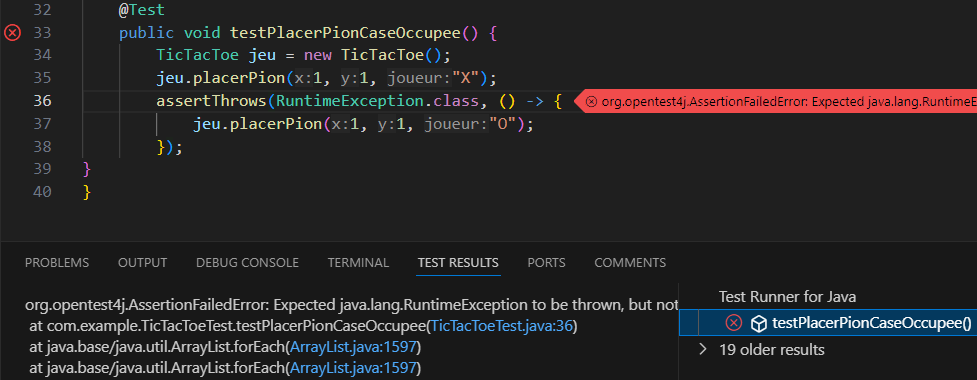 32 @Test
33 public void testPlacerPionCaseOccupee() {
34 TicTacToe jeu = new TicTacToe();
35 jeu.placerPion(x:1, y:1, joueur:"X");
36 assertThrows(RuntimeException.class, () -> { org.opentest4j.AssertionFailedError: Expected java.lang.RuntimeE
37 jeu.placerPion(x:1, y:1, joueur:"O");
38 });
39 }
40 }
PROBLEMS OUTPUT DEBUG CONSOLE TERMINAL TEST RESULTS PORTS COMMENTS
org.opentest4j.AssertionFailedError: Expected java.lang.RuntimeException to be thrown, but not
at com.example.TicTacToeTest.testPlacerPionCaseOccupee(TicTacToeTest.java:36)
at java.base/java.util.ArrayList.forEach(ArrayList.java:1597)
at java.base/java.util.ArrayList.forEach(ArrayList.java:1597)
Test Runner for Java
testPlacerPionCaseOccupee()
19 older results